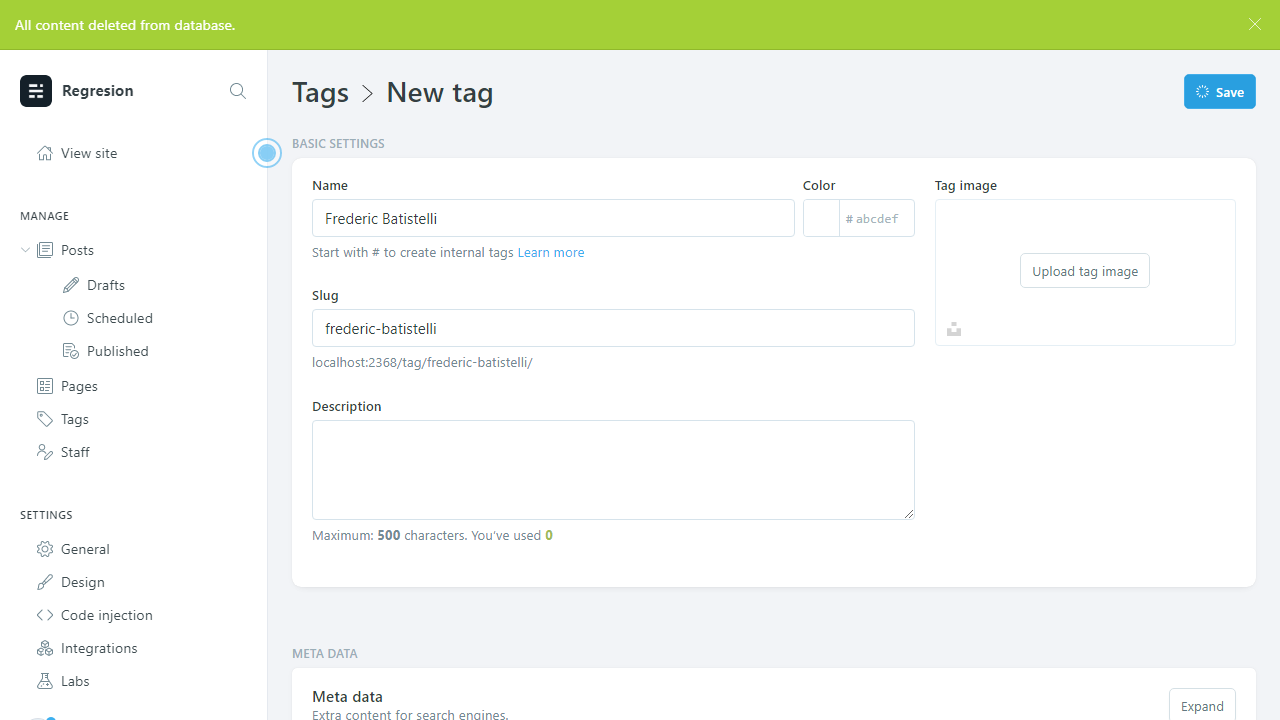 All content deleted from database.
Regresion
View site
MANAGE
Posts
Drafts
Scheduled
Published
Pages
Tags
Staff
SETTINGS
General
Design
Code injection
Integrations
Labs
Tags > New tag
Save
BASIC SETTINGS
Name
Frederic Batistelli
Start with # to create internal tags Learn more
Color
# abcdef
Slug
frederic-batistelli
localhost:2368/tag/frederic-batistelli/
Description
Maximum: 500 characters. You've used 0
Tag image
Upload tag image
META DATA
Meta data
Extra content for search engines.
Expand